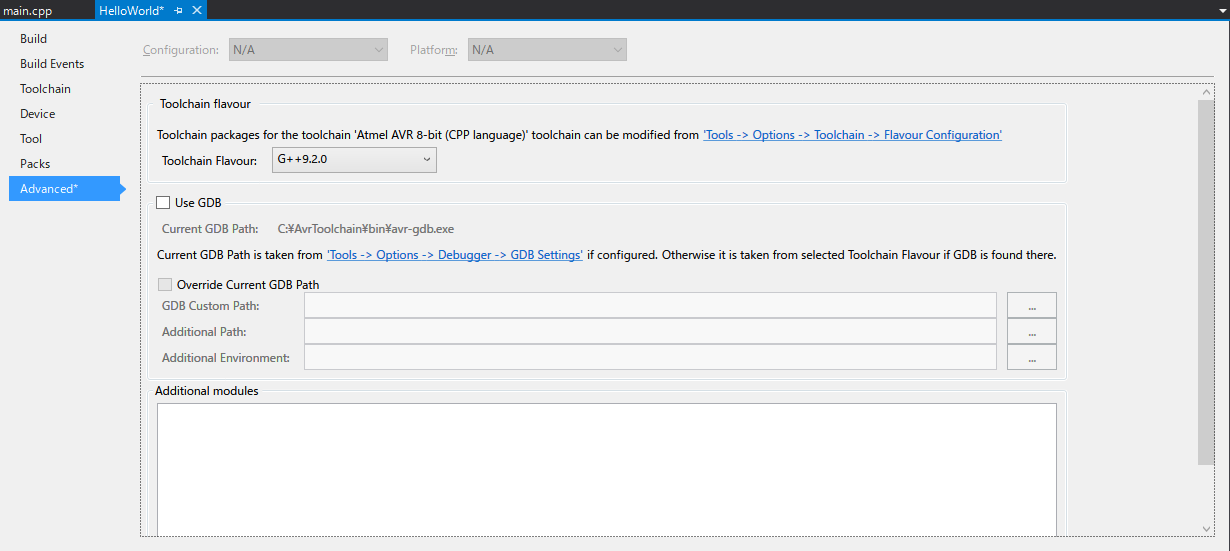 main.cpp
HelloWorld*
Build
Build Events
Toolchain
Device
Tool
Packs
Advanced*
Configuration: N/A Platform: N/A
Toolchain flavour
Toolchain packages for the toolchain 'Atmel AVR 8-bit (CPP language)' toolchain can be modified from 'Tools -> Options -> Toolchain -> Flavour Configuration'
Toolchain Flavour: G++9.2.0
Use GDB
Current GDB Path: C:¥AvrToolchain¥bin¥avr-gdb.exe
Current GDB Path is taken from 'Tools -> Options -> Debugger -> GDB Settings' if configured. Otherwise it is taken from selected Toolchain Flavour if GDB is found there.
Override Current GDB Path
GDB Custom Path: ...
Additional Path: ...
Additional Environment: ...
Additional modules